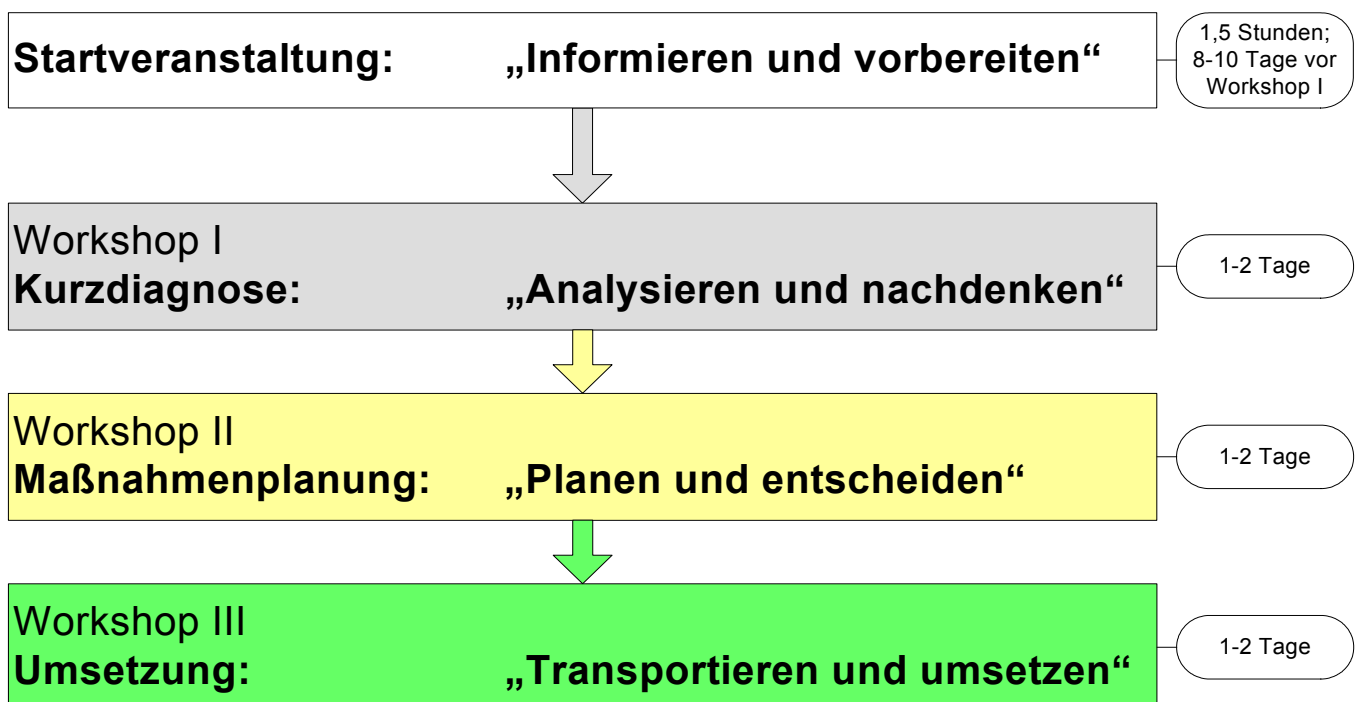 Startveranstaltung: „Informieren und vorbereiten“
1,5 Stunden;
8-10 Tage vor
Workshop I
Workshop I
Kurzdiagnose: „Analysieren und nachdenken“
1-2 Tage
Workshop II
Maßnahmenplanung: „Planen und entscheiden“
1-2 Tage
Workshop III
Umsetzung: „Transportieren und umsetzen“
1-2 Tage